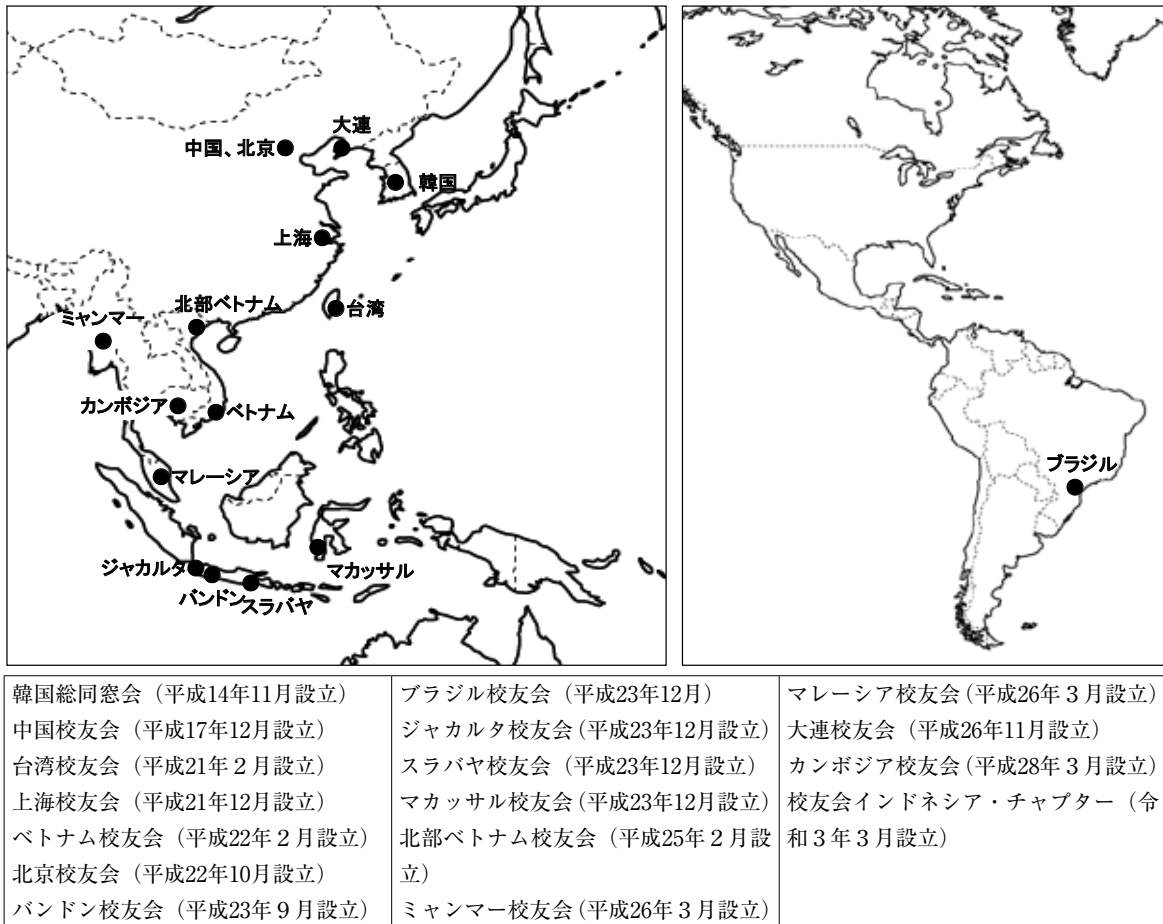 大連
中国、北京
韓国
上海
北部ベトナム
台湾
ミャンマー
カンボジア
ベトナム
マレーシア
ブラジル
ジャカルタ
マカッサル
バンドン
スラバヤ
韓国総同窓会（平成14年11月設立）
中国校友会（平成17年12月設立）
台湾校友会（平成21年２月設立）
上海校友会（平成21年12月設立）
ベトナム校友会（平成22年２月設立）
北京校友会（平成22年10月設立）
バンドン校友会（平成23年９月設立）
ブラジル校友会（平成23年12月）
ジャカルタ校友会（平成23年12月設立）
スラバヤ校友会（平成23年12月設立）
マカッサル校友会（平成23年12月設立）
北部ベトナム校友会（平成25年２月設
立）
ミャンマー校友会（平成26年３月設立）
マレーシア校友会（平成26年３月設立）
大連校友会（平成26年11月設立）
カンボジア校友会（平成28年３月設立）
校友会インドネシア・チャプター（令
和３年３月設立）